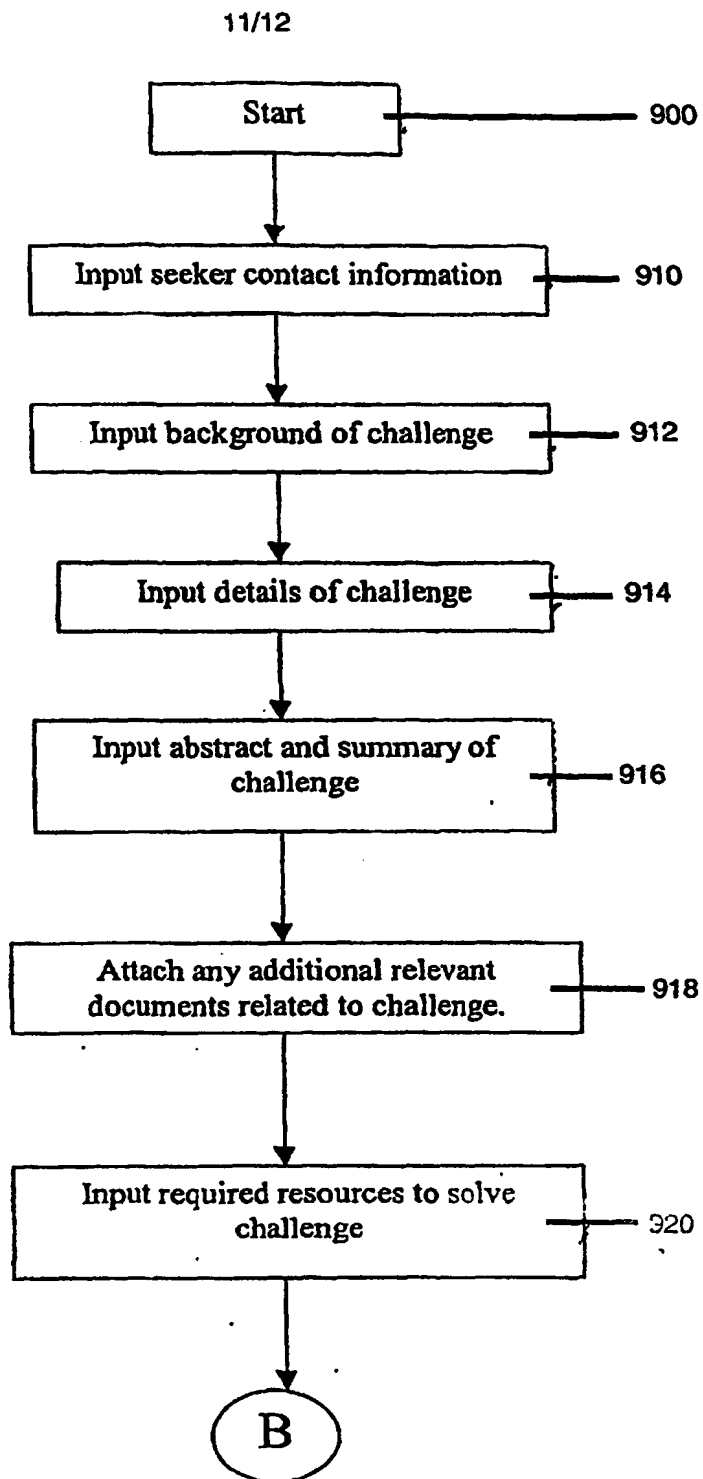 11/12
Start
900
Input seeker contact information
910
Input background of challenge
912
Input details of challenge
914
Input abstract and summary of
challenge
916
Attach any additional relevant
documents related to challenge.
918
Input required resources to solve
challenge
920
B